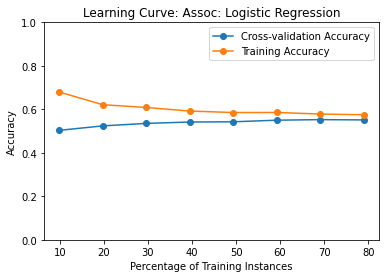 Learning Curve: Assoc: Logistic Regression
1.0
0.8
0.6
0.4
0.2
0.0
Accuracy
Cross-validation Accuracy
Training Accuracy
10 20 30 40 50 60 70 80
Percentage of Training Instances